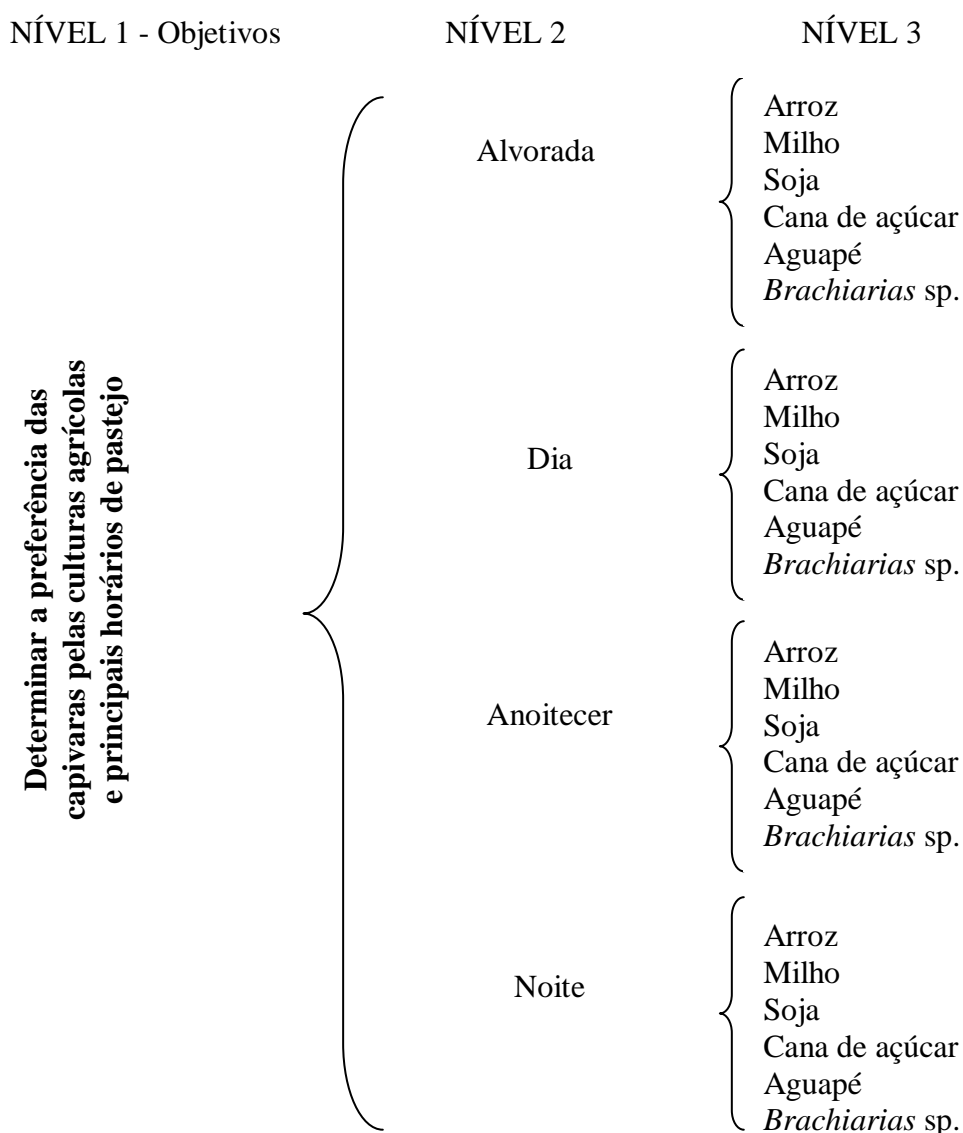 NÍVEL 1 - Objetivos NÍVEL 2 NÍVEL 3
Determinar a preferência das
capivaras pelas culturas agrícolas
e principais horários de pastejo
Alvorada
Arroz
Milho
Soja
Cana de açúcar
Aguapé
Brachiarias sp.
Dia
Arroz
Milho
Soja
Cana de açúcar
Aguapé
Brachiarias sp.
Anoitecer
Arroz
Milho
Soja
Cana de açúcar
Aguapé
Brachiarias sp.
Noite
Arroz
Milho
Soja
Cana de açúcar
Aguapé
Brachiarias sp.